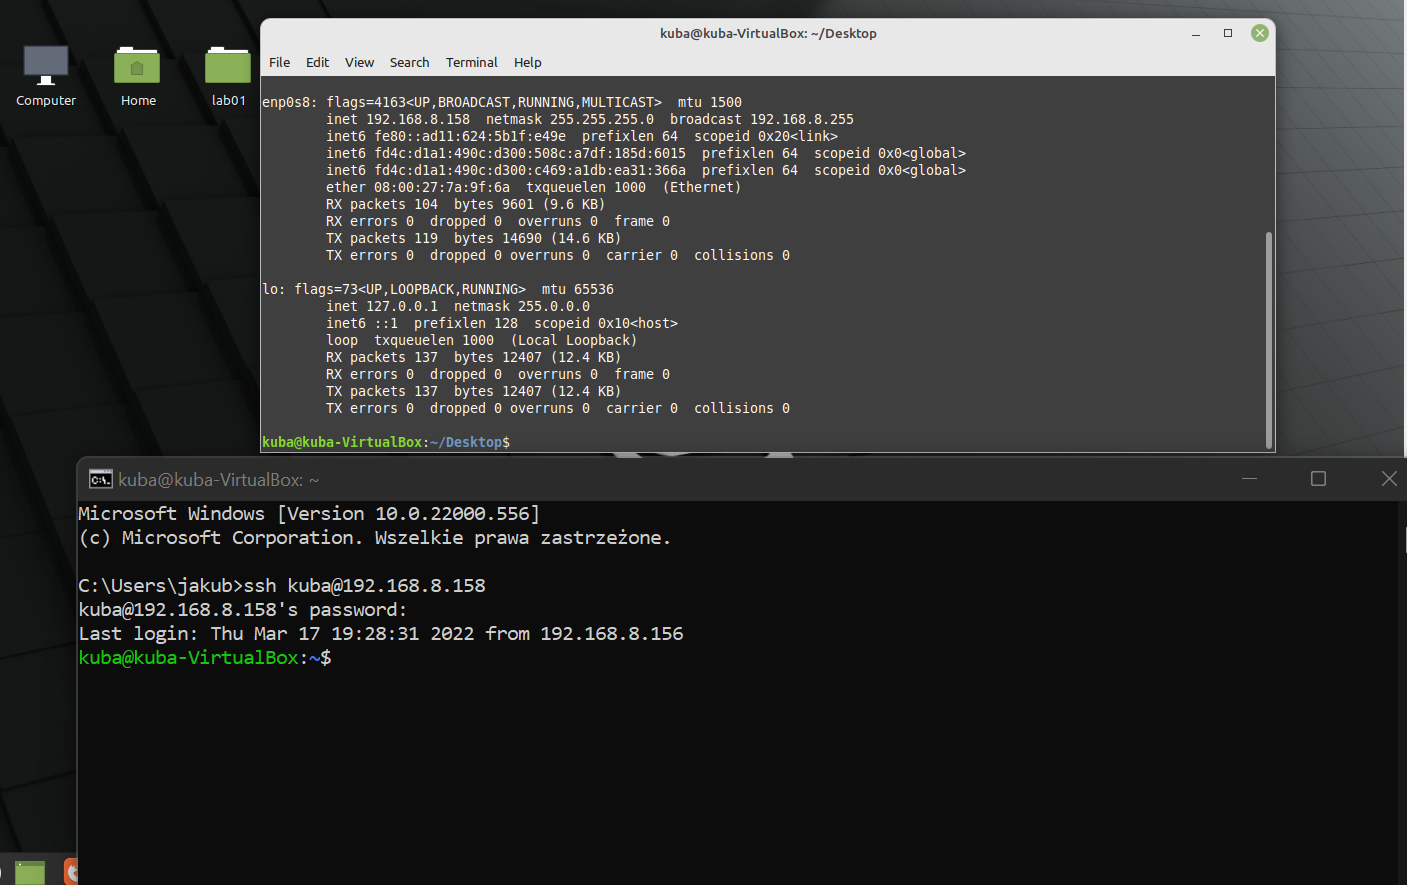 Computer
Home
lab01
kuba@kuba-VirtualBox: ~/Desktop
File Edit View Search Terminal Help
enp0s8: flags=4163<UP,BROADCAST,RUNNING,MULTICAST>  mtu 1500
        inet 192.168.8.158  netmask 255.255.255.0  broadcast 192.168.8.255
        inet6 fe80::ad11:624:5b1f:e49e  prefixlen 64  scopeid 0x20<link>
        inet6 fd4c:d1a1:490c:d300:508c:a7df:185d:6015  prefixlen 64  scopeid 0x0<global>
        inet6 fd4c:d1a1:490c:d300:c469:a1db:ea31:366a  prefixlen 64  scopeid 0x0<global>
        ether 08:00:27:7a:9f:6a  txqueuelen 1000  (Ethernet)
        RX packets 104  bytes 9601 (9.6 KB)
        RX errors 0  dropped 0  overruns 0  frame 0
        TX packets 119  bytes 14690 (14.6 KB)
        TX errors 0  dropped 0 overruns 0  carrier 0  collisions 0
lo: flags=73<UP,LOOPBACK,RUNNING>  mtu 65536
        inet 127.0.0.1  netmask 255.0.0.0
        inet6 ::1  prefixlen 128  scopeid 0x10<host>
        loop  txqueuelen 1000  (Local Loopback)
        RX packets 137  bytes 12407 (12.4 KB)
        RX errors 0  dropped 0  overruns 0  frame 0
        TX packets 137  bytes 12407 (12.4 KB)
        TX errors 0  dropped 0 overruns 0  carrier 0  collisions 0
kuba@kuba-VirtualBox:~/Desktop$
kuba@kuba-VirtualBox: ~
Microsoft Windows [Version 10.0.22000.556]
(c) Microsoft Corporation. Wszelkie prawa zastrzeżone.
C:\Users\jakub>ssh kuba@192.168.8.158
kuba@192.168.8.158's password:
Last login: Thu Mar 17 19:28:31 2022 from 192.168.8.156
kuba@kuba-VirtualBox:~$